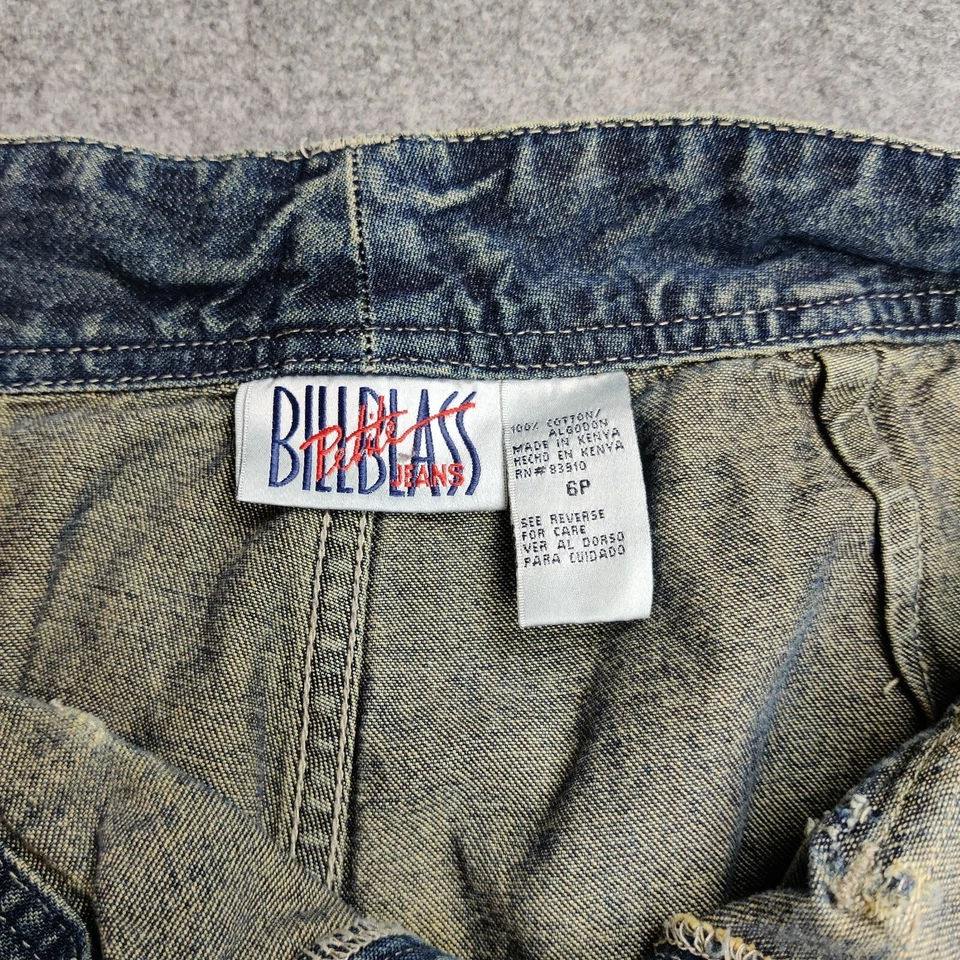 BILLBLASS
Petite
JEANS
100% COTTON/
ALGODON
MADE IN KENYA
HECHO EN KENYA
RN# 83910
6P
SEE REVERSE
FOR CARE
VER AL DORSO
PARA CUIDADO